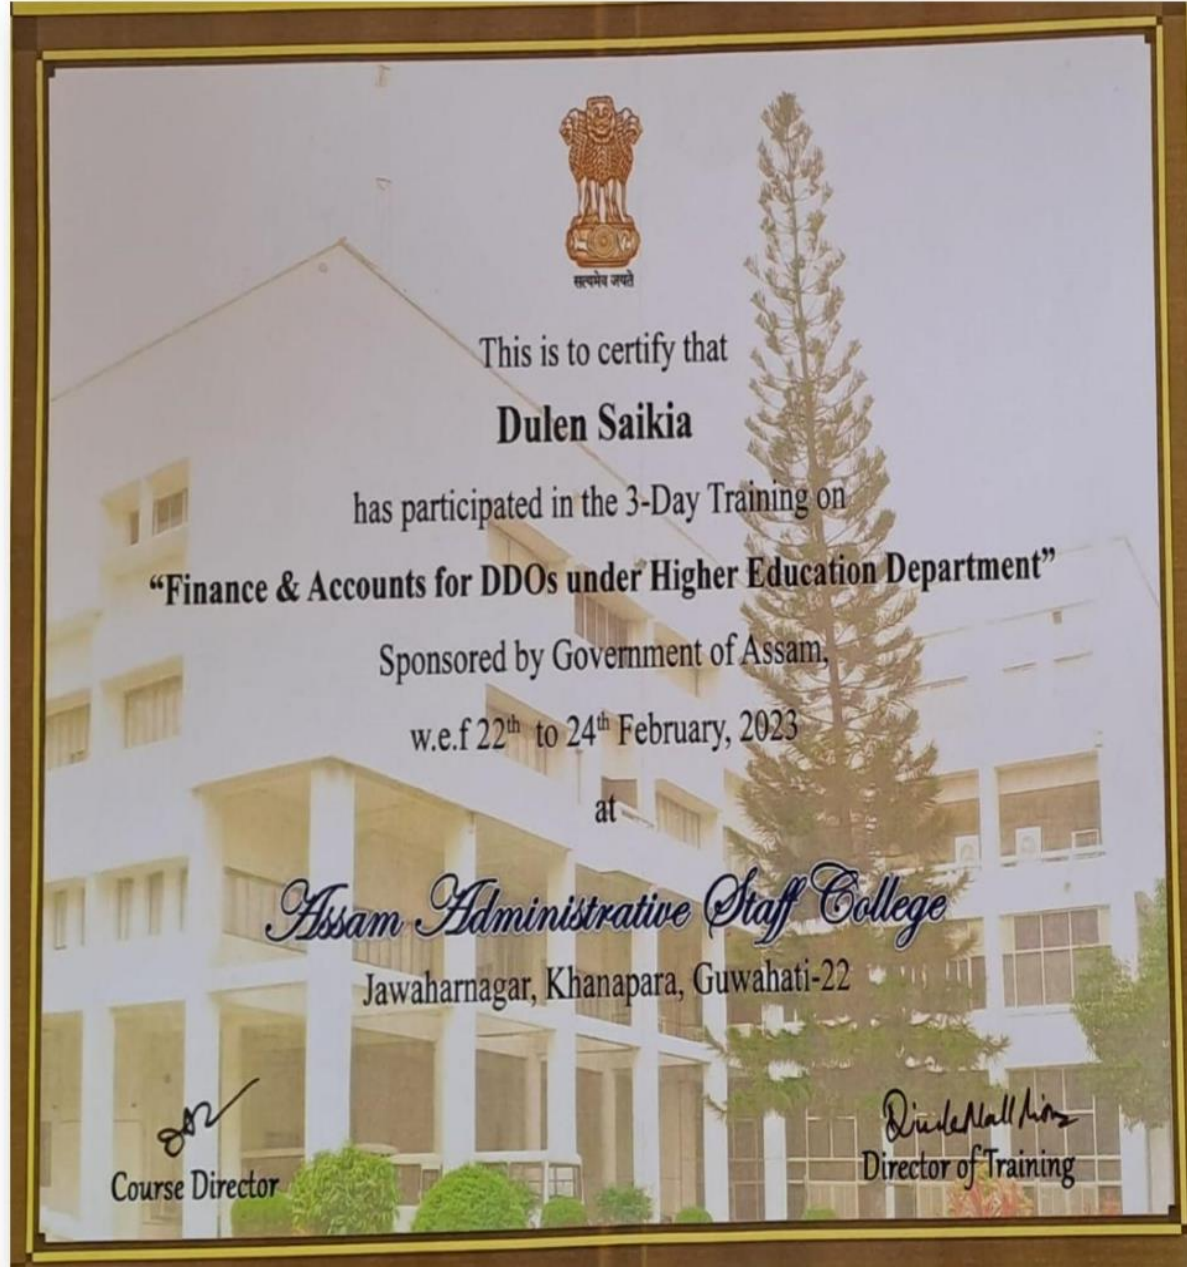 सत्यमेव जयते
This is to certify that
Dulen Saikia
has participated in the 3-Day Training on
“Finance & Accounts for DDOs under Higher Education Department”
Sponsored by Government of Assam,
w.e.f 22th to 24th February, 2023
at
Assam Administrative Staff College
Jawaharnagar, Khanapara, Guwahati-22
Course Director
Director of Training